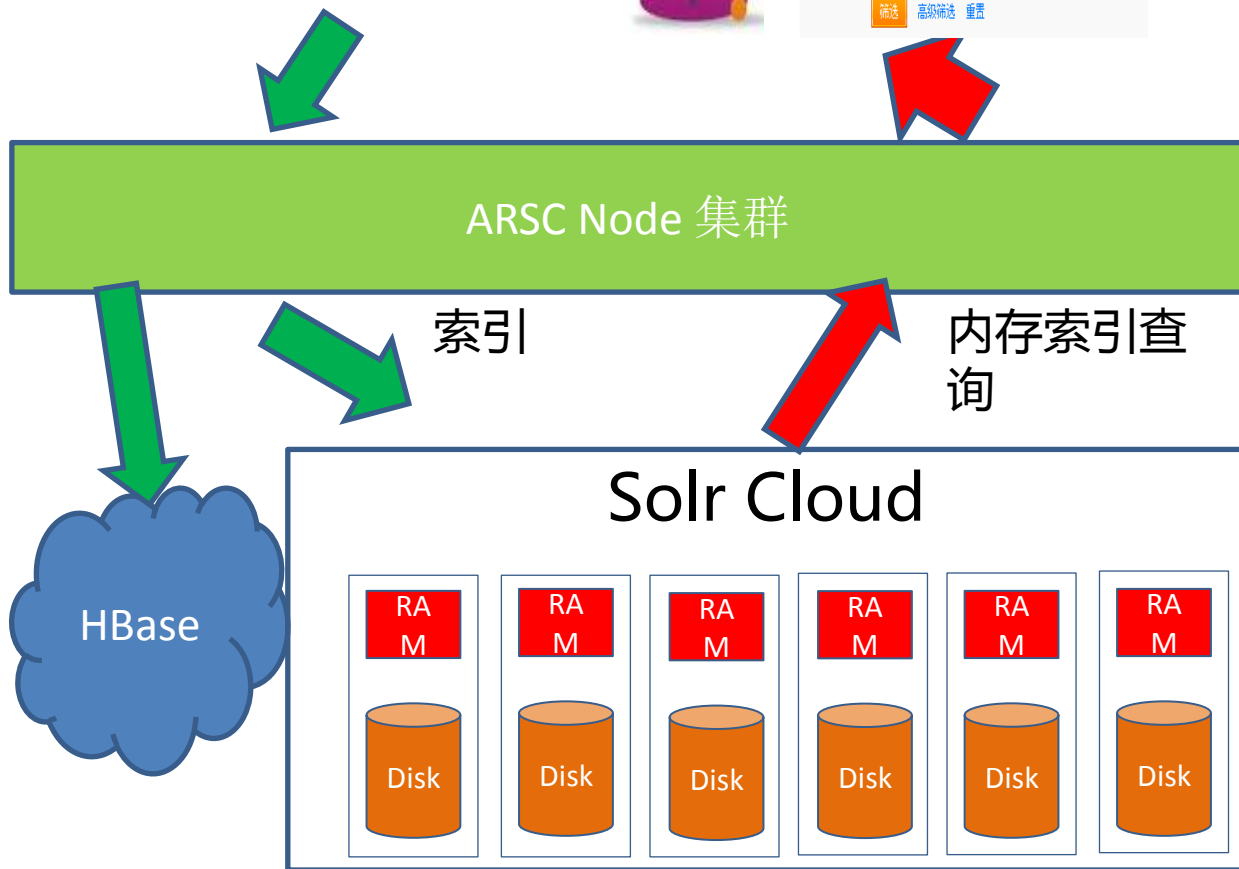 筛选 高级筛选 重置
ARSC Node 集群
索引
内存索引查
询
Solr Cloud
HBase
RA
M
RA
M
RA
M
RA
M
RA
M
RA
M
Disk
Disk
Disk
Disk
Disk
Disk